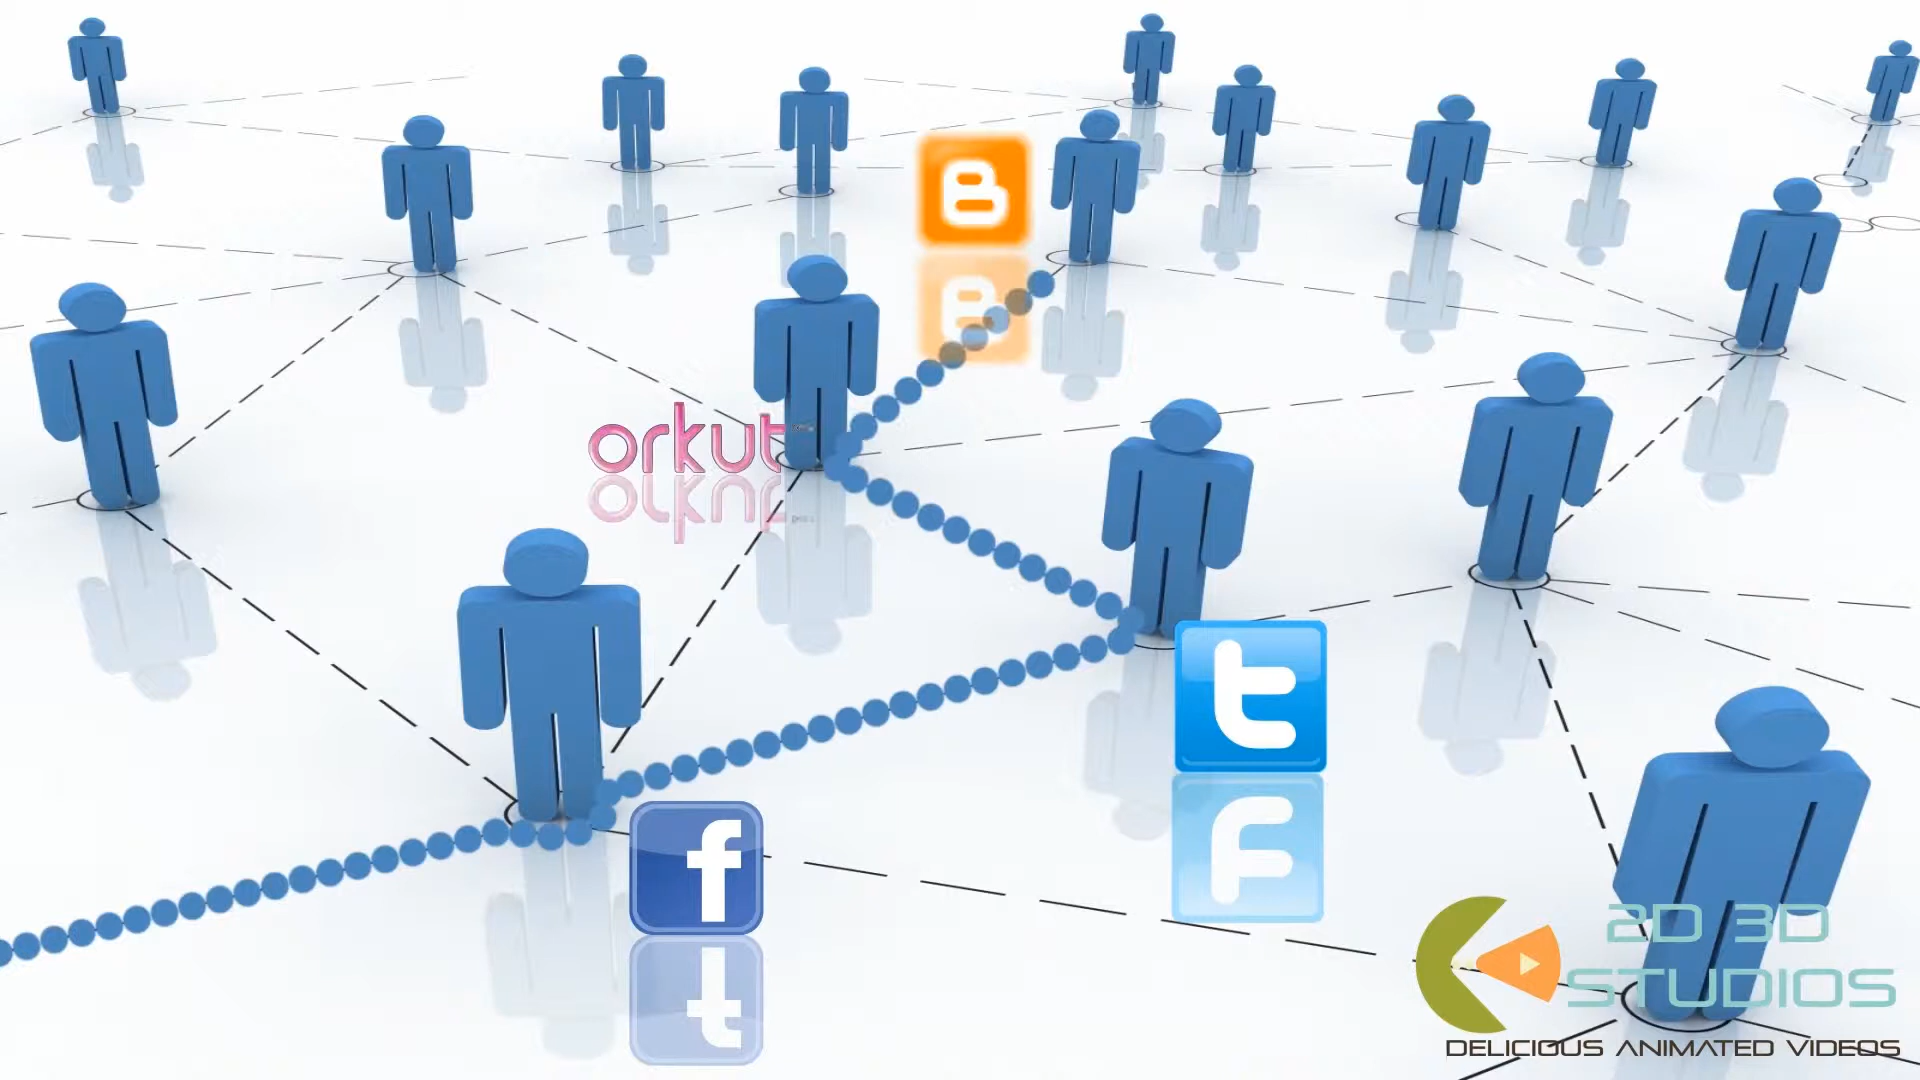 B
orkut
t
f
2D 3D
STUDIOS
DELICIOUS ANIMATED VIDEOS